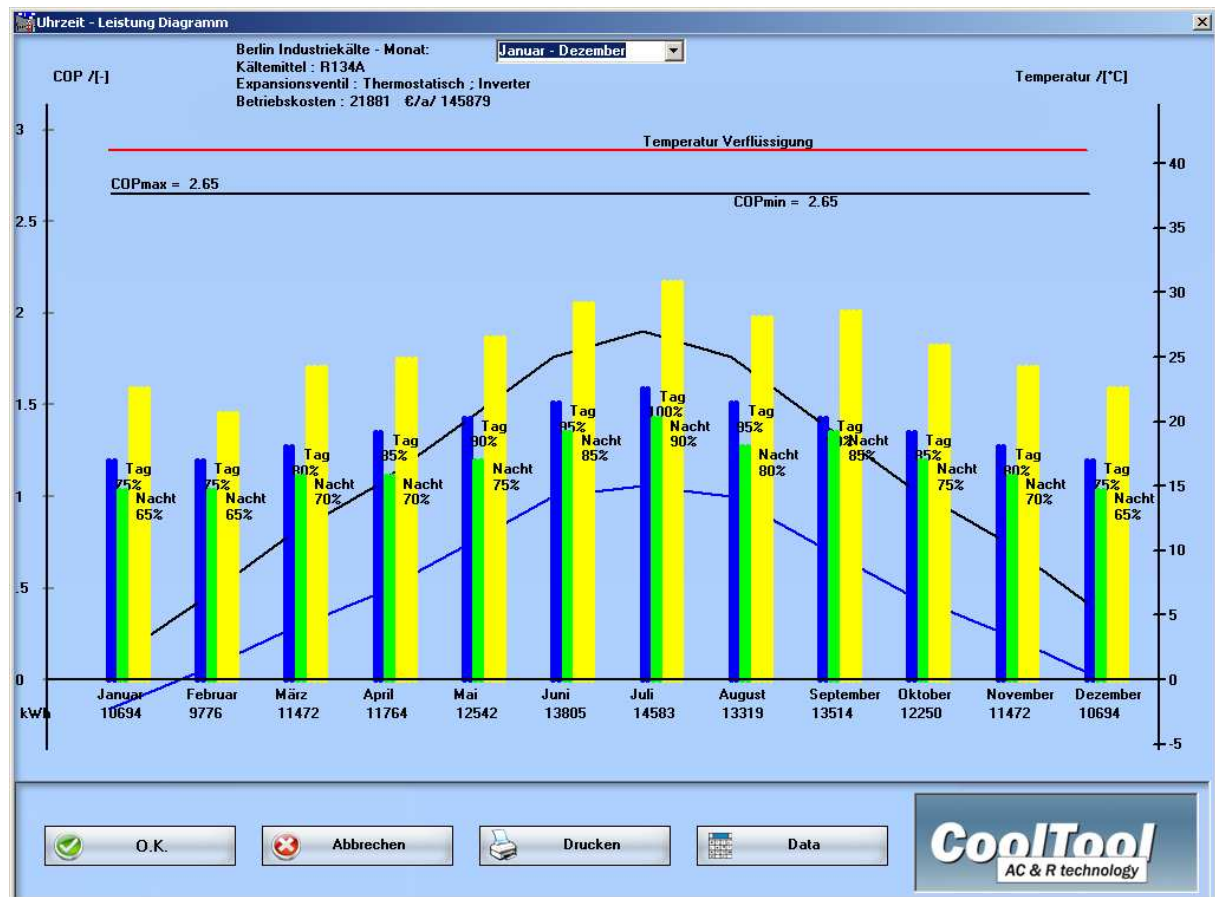 Uhrzeit - Leistung Diagramm
Berlin Industriekälte - Monat: Januar - Dezember
Kältemittel : R134A
Expansionsventil : Thermostatisch ; Inverter
Betriebskosten : 21881 €/a/ 145879
COP /[-]
Temperatur /[°C]
3
Temperatur Verflüssigung
40
COPmax = 2.65
COPmin = 2.65
2.5
35
30
2
25
1.5
20
Tag 75%
Nacht 65%
Tag 75%
Nacht 65%
Tag 80%
Nacht 70%
Tag 85%
Nacht 70%
Tag 90%
Nacht 75%
Tag 95%
Nacht 85%
Tag 100%
Nacht 90%
Tag 95%
Nacht 80%
Tag
Nacht 85%
Tag 85%
Nacht 75%
Tag 80%
Nacht 70%
Tag 75%
Nacht 65%
1
15
10
.5
5
0
0
Januar Februar März April Mai Juni Juli August September Oktober November Dezember
kWh 10694 9776 11472 11764 12542 13805 14583 13319 13514 12250 11472 10694
-5
O.K. Abbrechen Drucken Data
CoolTool
AC & R technology